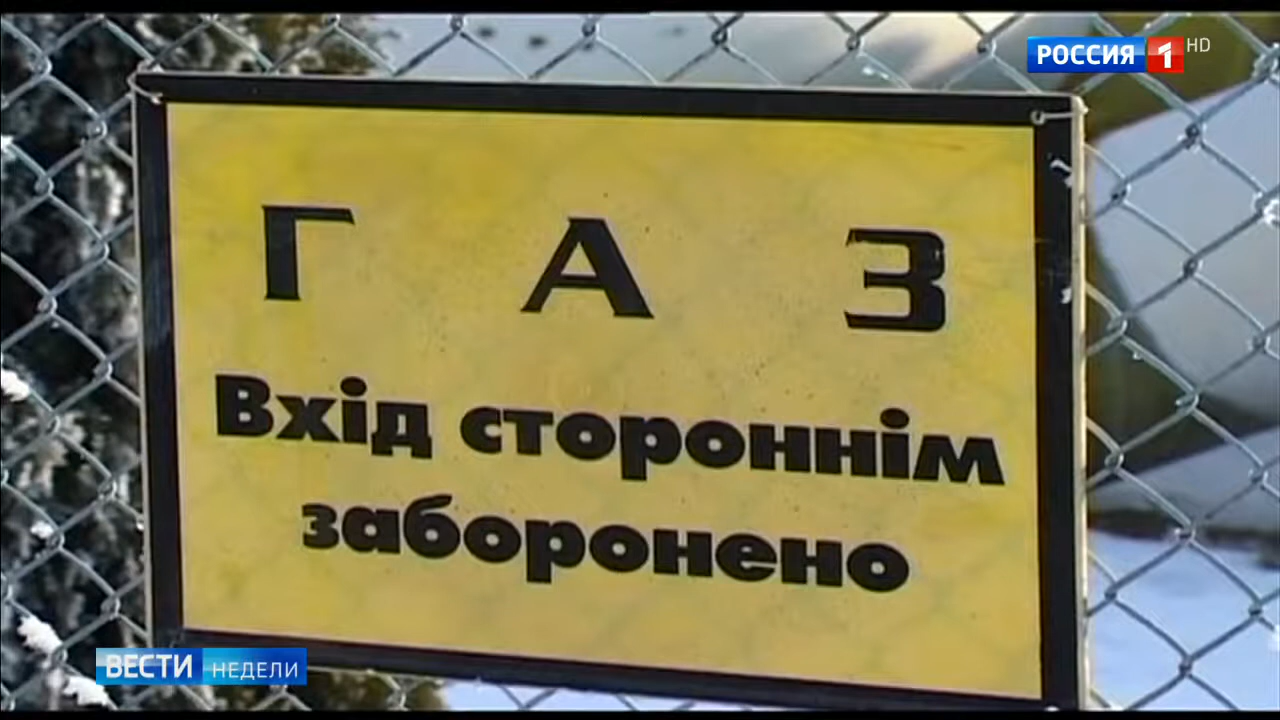 РОССИЯ 1 HD
Г А З
Вхід стороннім
заборонено
ВЕСТИ НЕДЕЛИ